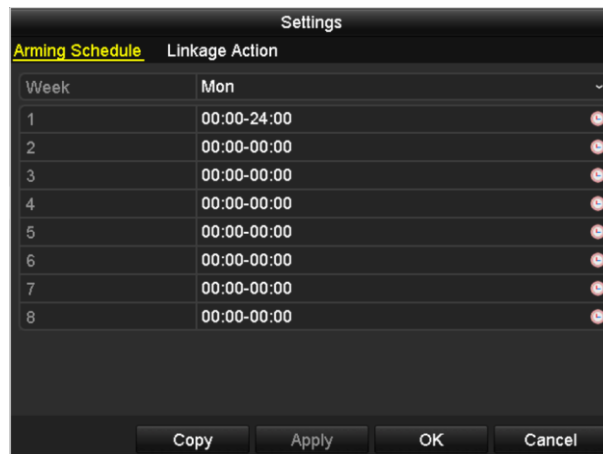 Settings
Arming Schedule Linkage Action
Week Mon
1 00:00-24:00
2 00:00-00:00
3 00:00-00:00
4 00:00-00:00
5 00:00-00:00
6 00:00-00:00
7 00:00-00:00
8 00:00-00:00
Copy Apply OK Cancel